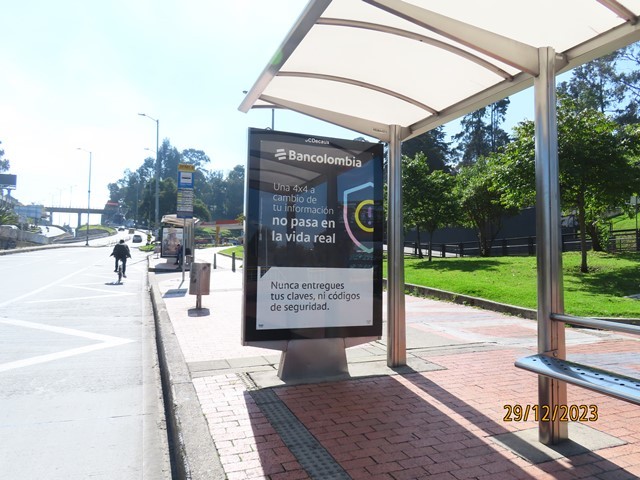 JCDecaux
Bancolombia
Una 4x4 a
cambio de
tu información
no pasa en
la vida real
Nunca entregues
tus claves, ni códigos
de seguridad.
29/12/2023